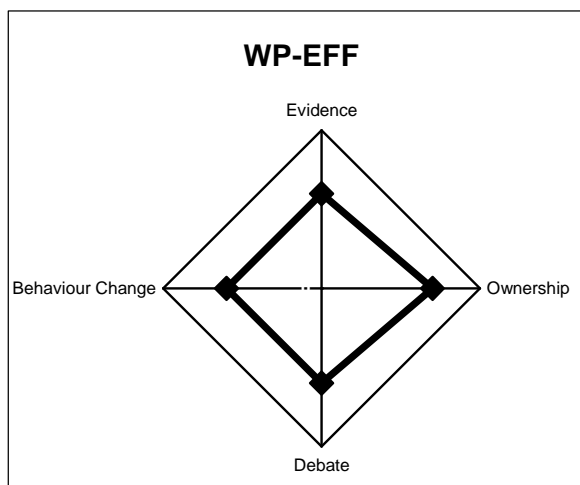 WP-EFF
Evidence
Behaviour Change
Ownership
Debate